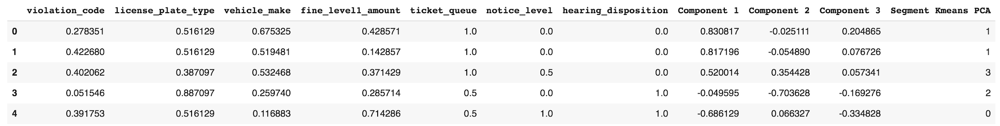 violation_code license_plate_type vehicle_make fine_level1_amount ticket_queue notice_level hearing_disposition Component 1 Component 2 Component 3 Segment Kmeans PCA
0 0.278351 0.516129 0.675325 0.428571 1.0 0.0 0.0 0.830817 -0.025111 0.204865 1
1 0.422680 0.516129 0.519481 0.142857 1.0 0.0 0.0 0.817196 -0.054890 0.076726 1
2 0.402062 0.387097 0.532468 0.371429 1.0 0.5 0.0 0.520014 0.354428 0.057341 3
3 0.051546 0.887097 0.259740 0.285714 0.5 0.0 1.0 -0.049595 -0.703628 -0.169276 2
4 0.391753 0.516129 0.116883 0.714286 0.5 1.0 1.0 -0.686129 0.066327 -0.334828 0